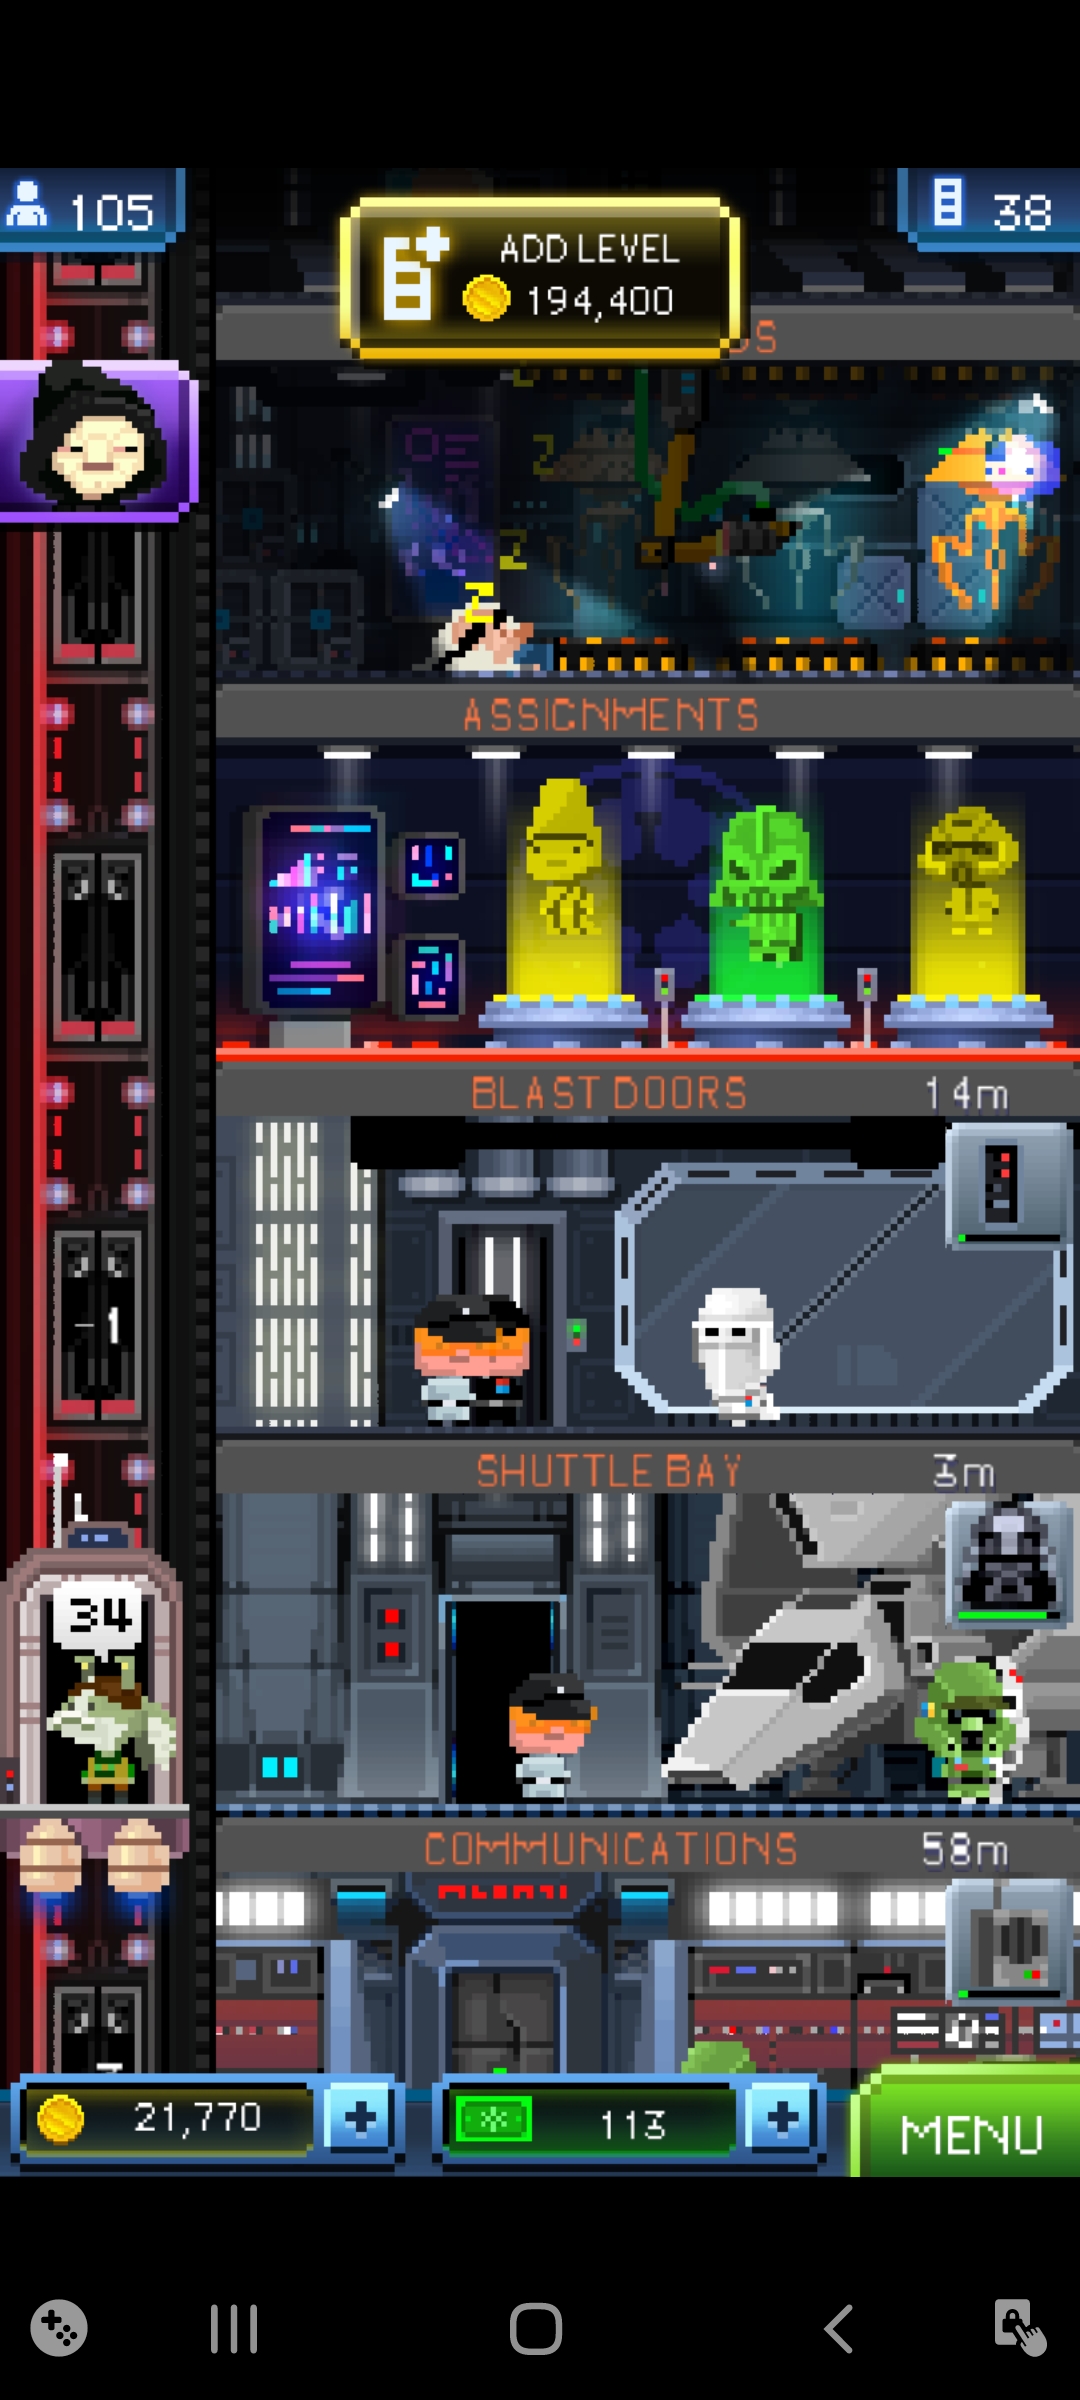 105
ADD LEVEL
194,400
38
Z
Z
Z
ASSIGNMENTS
BLAST DOORS 14m
-1
SHUTTLE BAY 3m
34
COMMUNICATIONS 58m
21,770
113
MENU